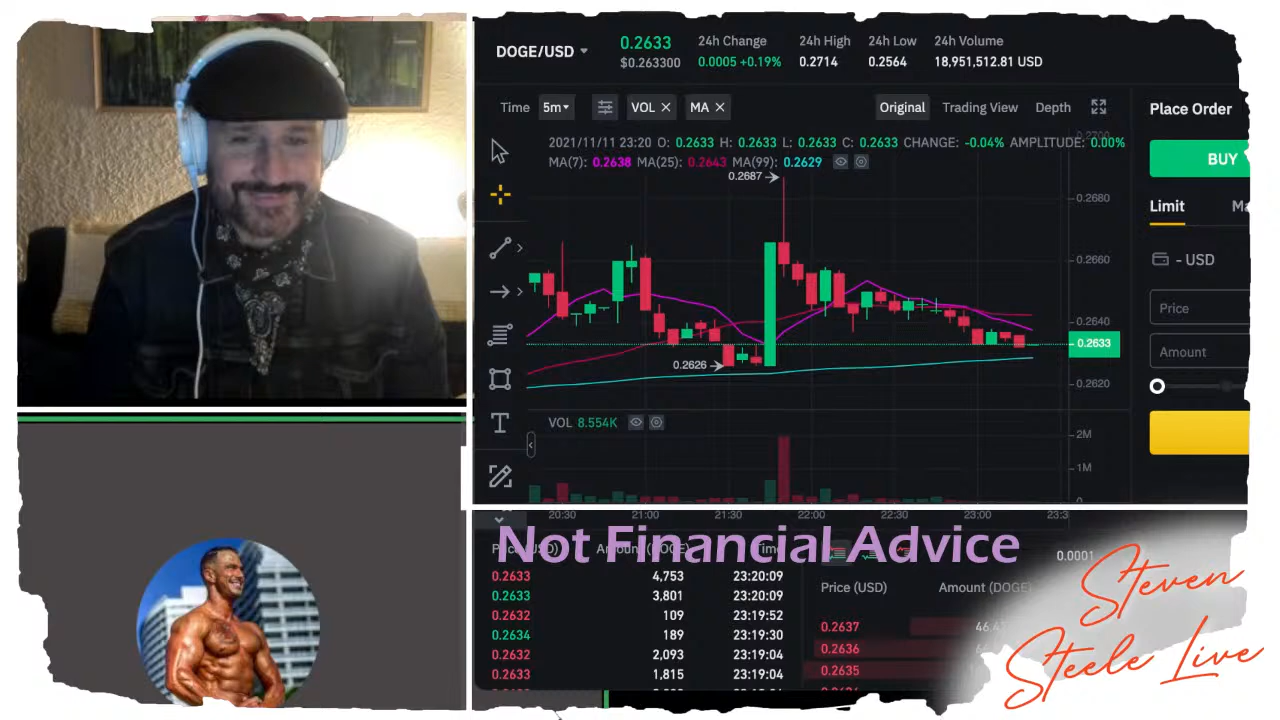 DOGE/USD
0.2633
$0.263300
24h Change
0.0005 +0.19%
24h High
0.2714
24h Low
0.2564
24h Volume
18,951,512.81 USD
Time 5m VOL MA Original Trading View Depth
2021/11/11 23:20 O: 0.2633 H: 0.2633 L: 0.2633 C: 0.2633 CHANGE: -0.04% AMPLITUDE: 0.00%
MA(7): 0.2638 MA(25): 0.2643 MA(99): 0.2629
0.2687
0.2626
0.2700
0.2680
0.2660
0.2640
0.2633
0.2620
VOL 8.554K
2M
1M
0
20:30 21:00 21:30 22:00 22:30 23:00 23:3
Place Order
BUY
Limit
- USD
Price
Amount
Not Financial Advice
Time
0.2633 4,753 23:20:09
0.2633 3,801 23:20:09
0.2632 109 23:19:52
0.2634 189 23:19:30
0.2632 2,093 23:19:04
0.2633 1,815 23:19:04
0.0001
Price (USD) Amount (DOGE)
0.2637
0.2636
0.2635
Steven
Steele Live